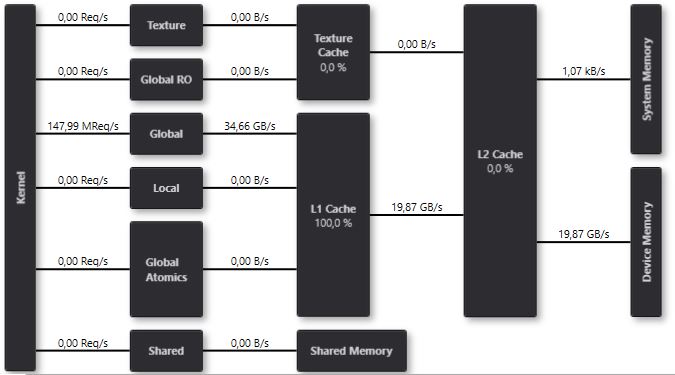 0,00 Req/s
Texture
0,00 B/s
Texture
Cache
0,0 %
0,00 B/s
0,00 Req/s
Global RO
0,00 B/s
147,99 MReq/s
Global
34,66 GB/s
0,00 Req/s
Local
0,00 B/s
L1 Cache
100,0 %
19,87 GB/s
L2 Cache
0,0 %
1,07 kB/s
System Memory
19,87 GB/s
Device Memory
Kernel
0,00 Req/s
Global
Atomics
0,00 B/s
0,00 Req/s
Shared
0,00 B/s
Shared Memory